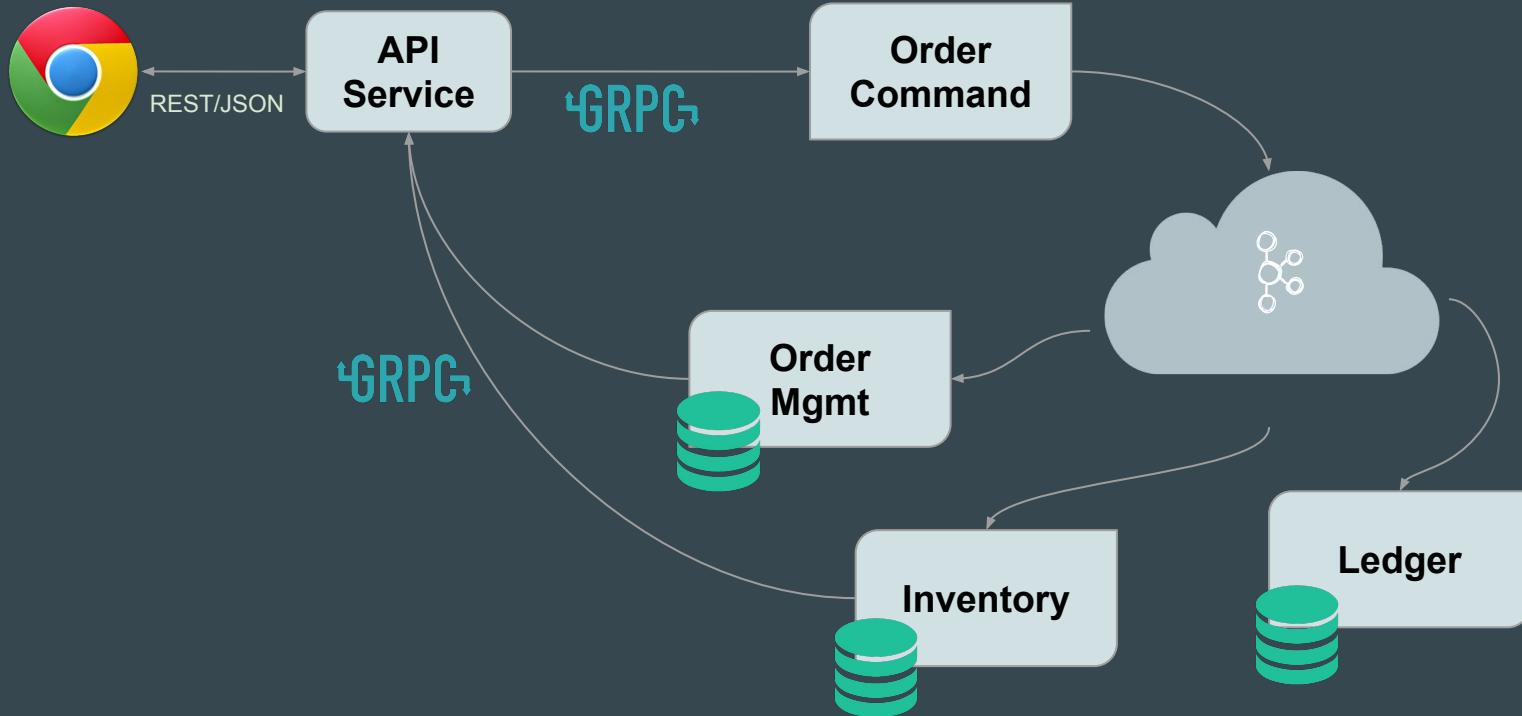 API
Service
REST/JSON
GRPC
Order
Command
Order
Mgmt
GRPC
Inventory
Ledger